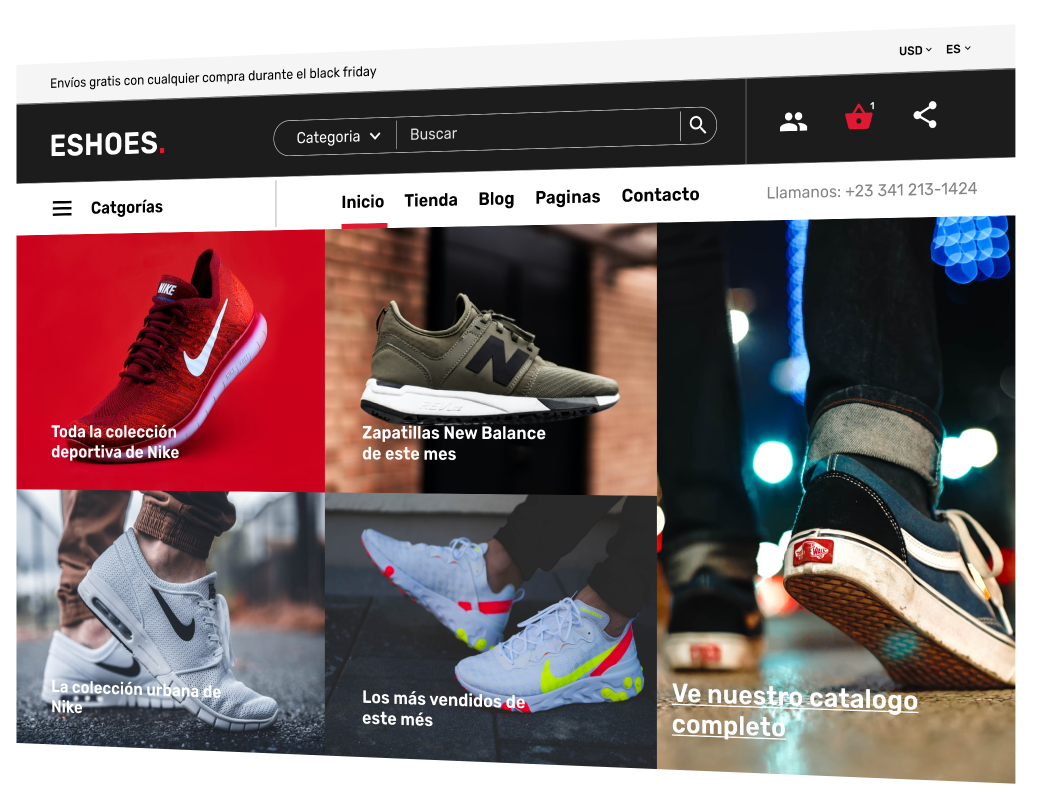 USD ES
Envíos gratis con cualquier compra durante el black friday
ESHOES.
Categoria Buscar
1
Catgorías
Inicio Tienda Blog Paginas Contacto
Llamanos: +23 341 213-1424
NIKE
Toda la colección
deportiva de Nike
N
Zapatillas New Balance
de este mes
La colección urbana de
Nike
Los más vendidos de
este més
Vans
Ve nuestro catalogo
completo